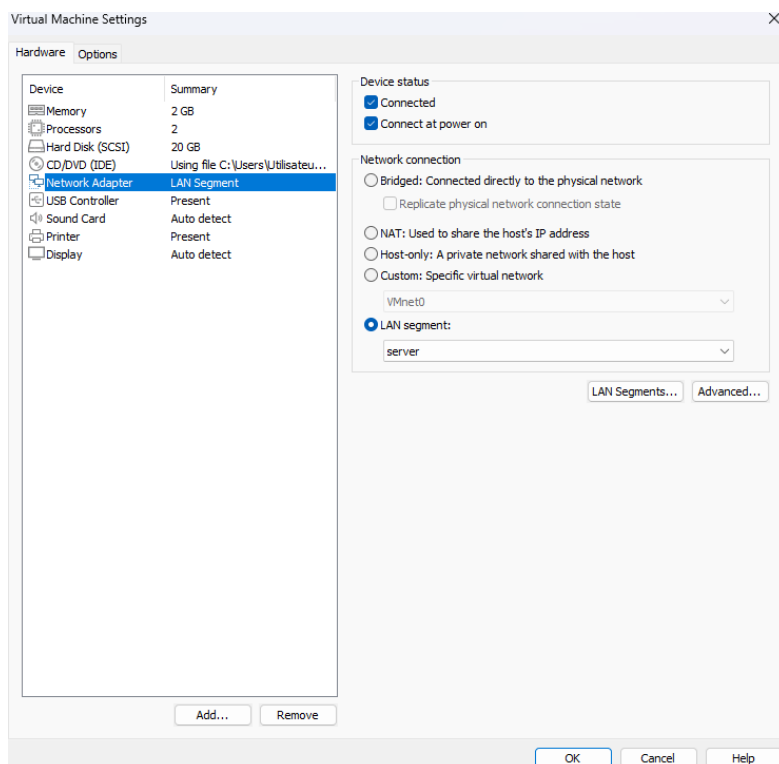 Virtual Machine Settings
Hardware Options
Device Summary
Memory 2 GB
Processors 2
Hard Disk (SCSI) 20 GB
CD/DVD (IDE) Using file C:\Users\Utilisateu...
Network Adapter LAN Segment
USB Controller Present
Sound Card Auto detect
Printer Present
Display Auto detect
Add... Remove
Device status
Connected
Connect at power on
Network connection
Bridged: Connected directly to the physical network
Replicate physical network connection state
NAT: Used to share the host's IP address
Host-only: A private network shared with the host
Custom: Specific virtual network
VMnet0
LAN segment:
server
LAN Segments... Advanced...
OK Cancel Help